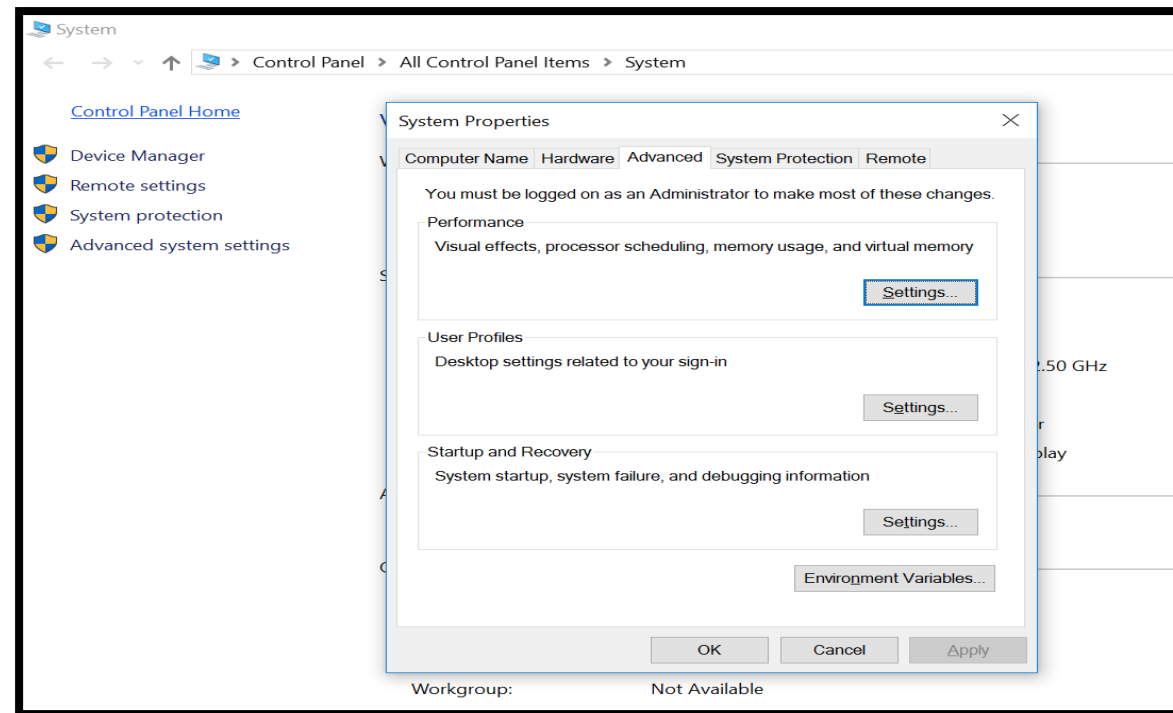 System
Control Panel > All Control Panel Items > System
Control Panel Home
Device Manager
Remote settings
System protection
Advanced system settings
System Properties
Computer Name Hardware Advanced System Protection Remote
You must be logged on as an Administrator to make most of these changes.
Performance
Visual effects, processor scheduling, memory usage, and virtual memory
Settings...
User Profiles
Desktop settings related to your sign-in
Settings...
Startup and Recovery
System startup, system failure, and debugging information
Settings...
Environment Variables...
OK Cancel Apply
.50 GHz
r
play
Workgroup: Not Available